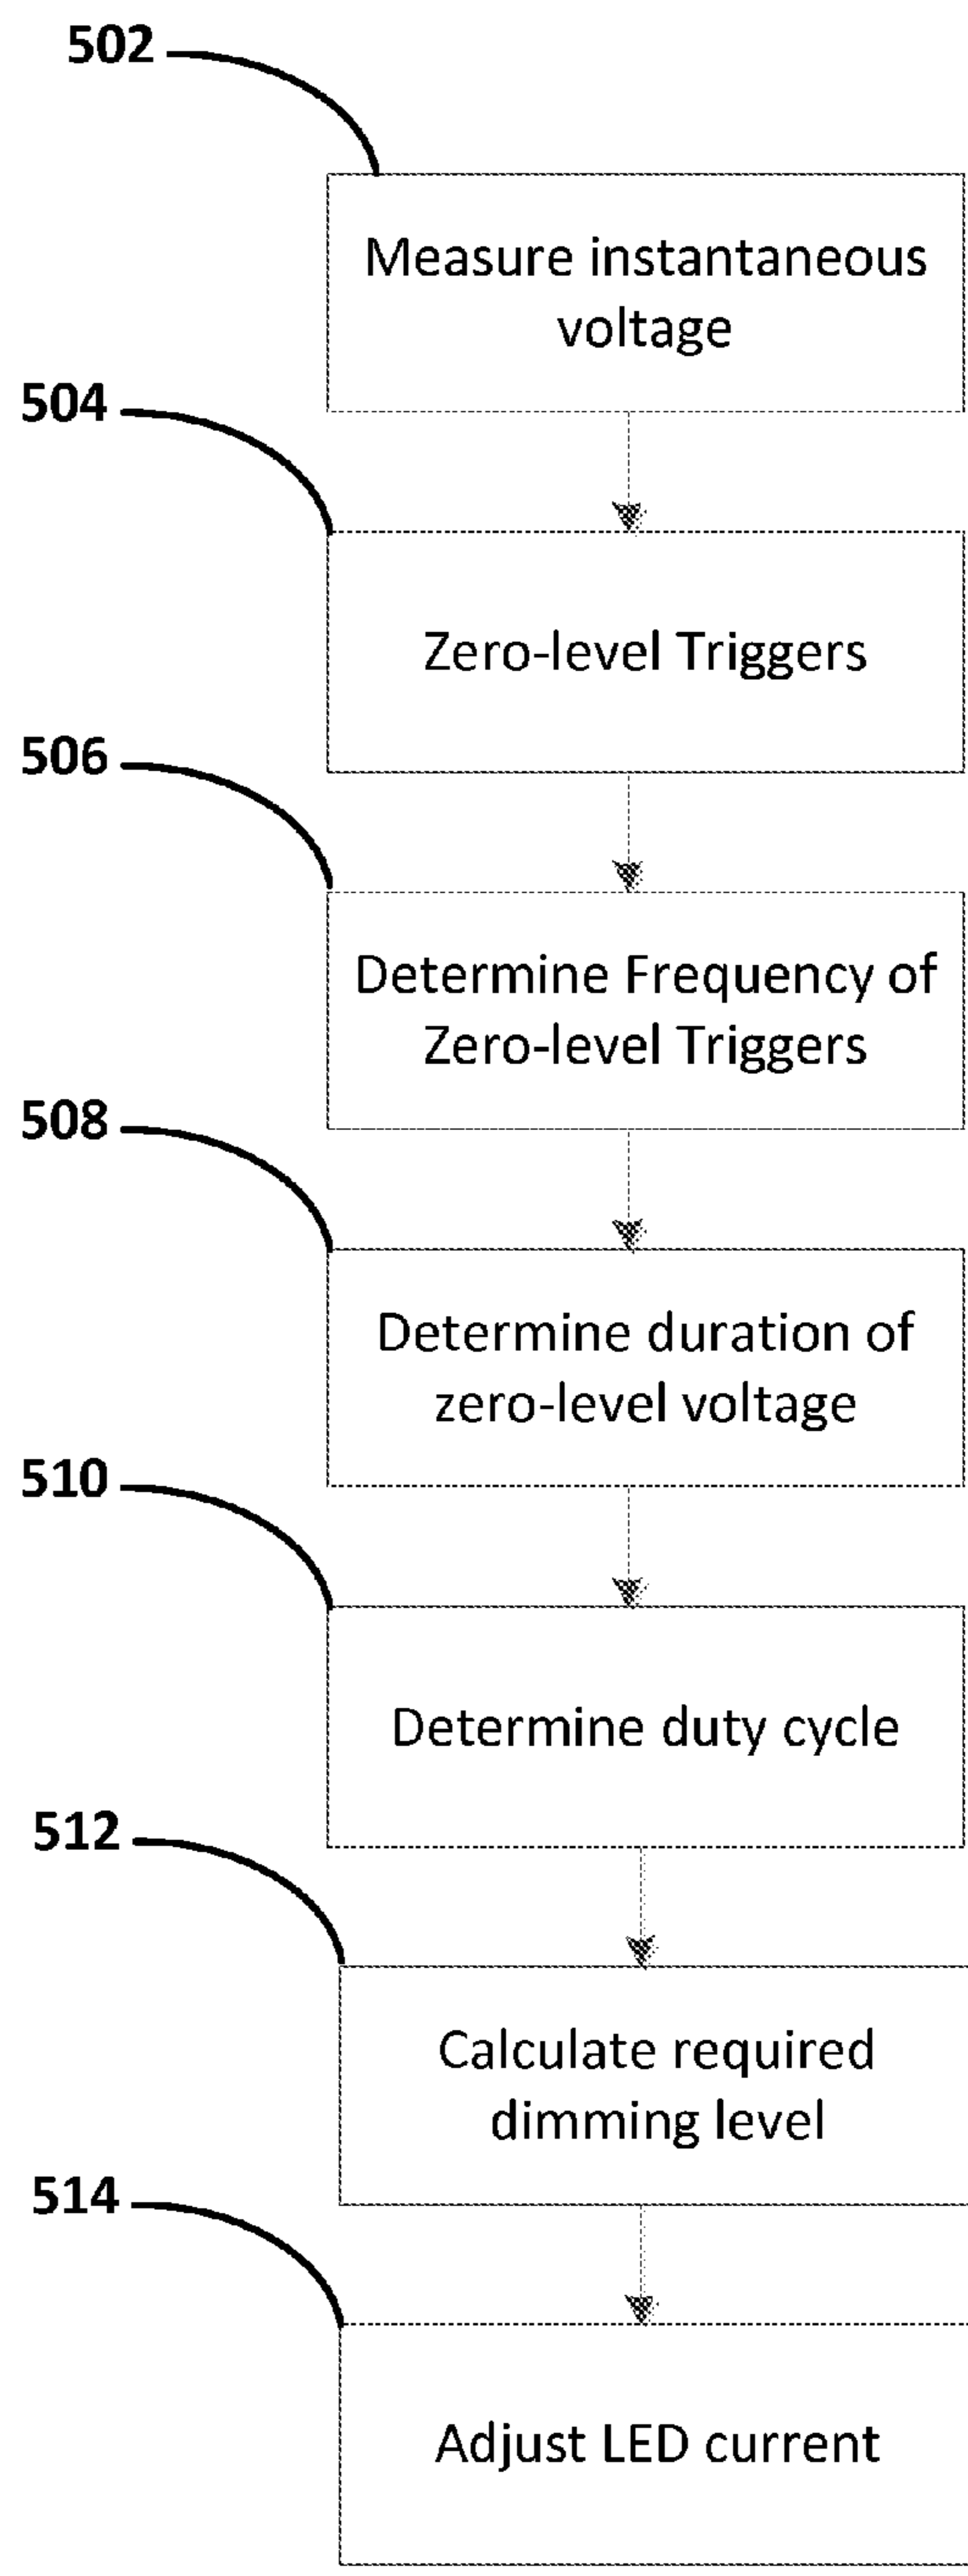 502
Measure instantaneous
voltage
504
Zero-level Triggers
506
Determine Frequency of
Zero-level Triggers
508
Determine duration of
zero-level voltage
510
Determine duty cycle
512
Calculate required
dimming level
514
Adjust LED current